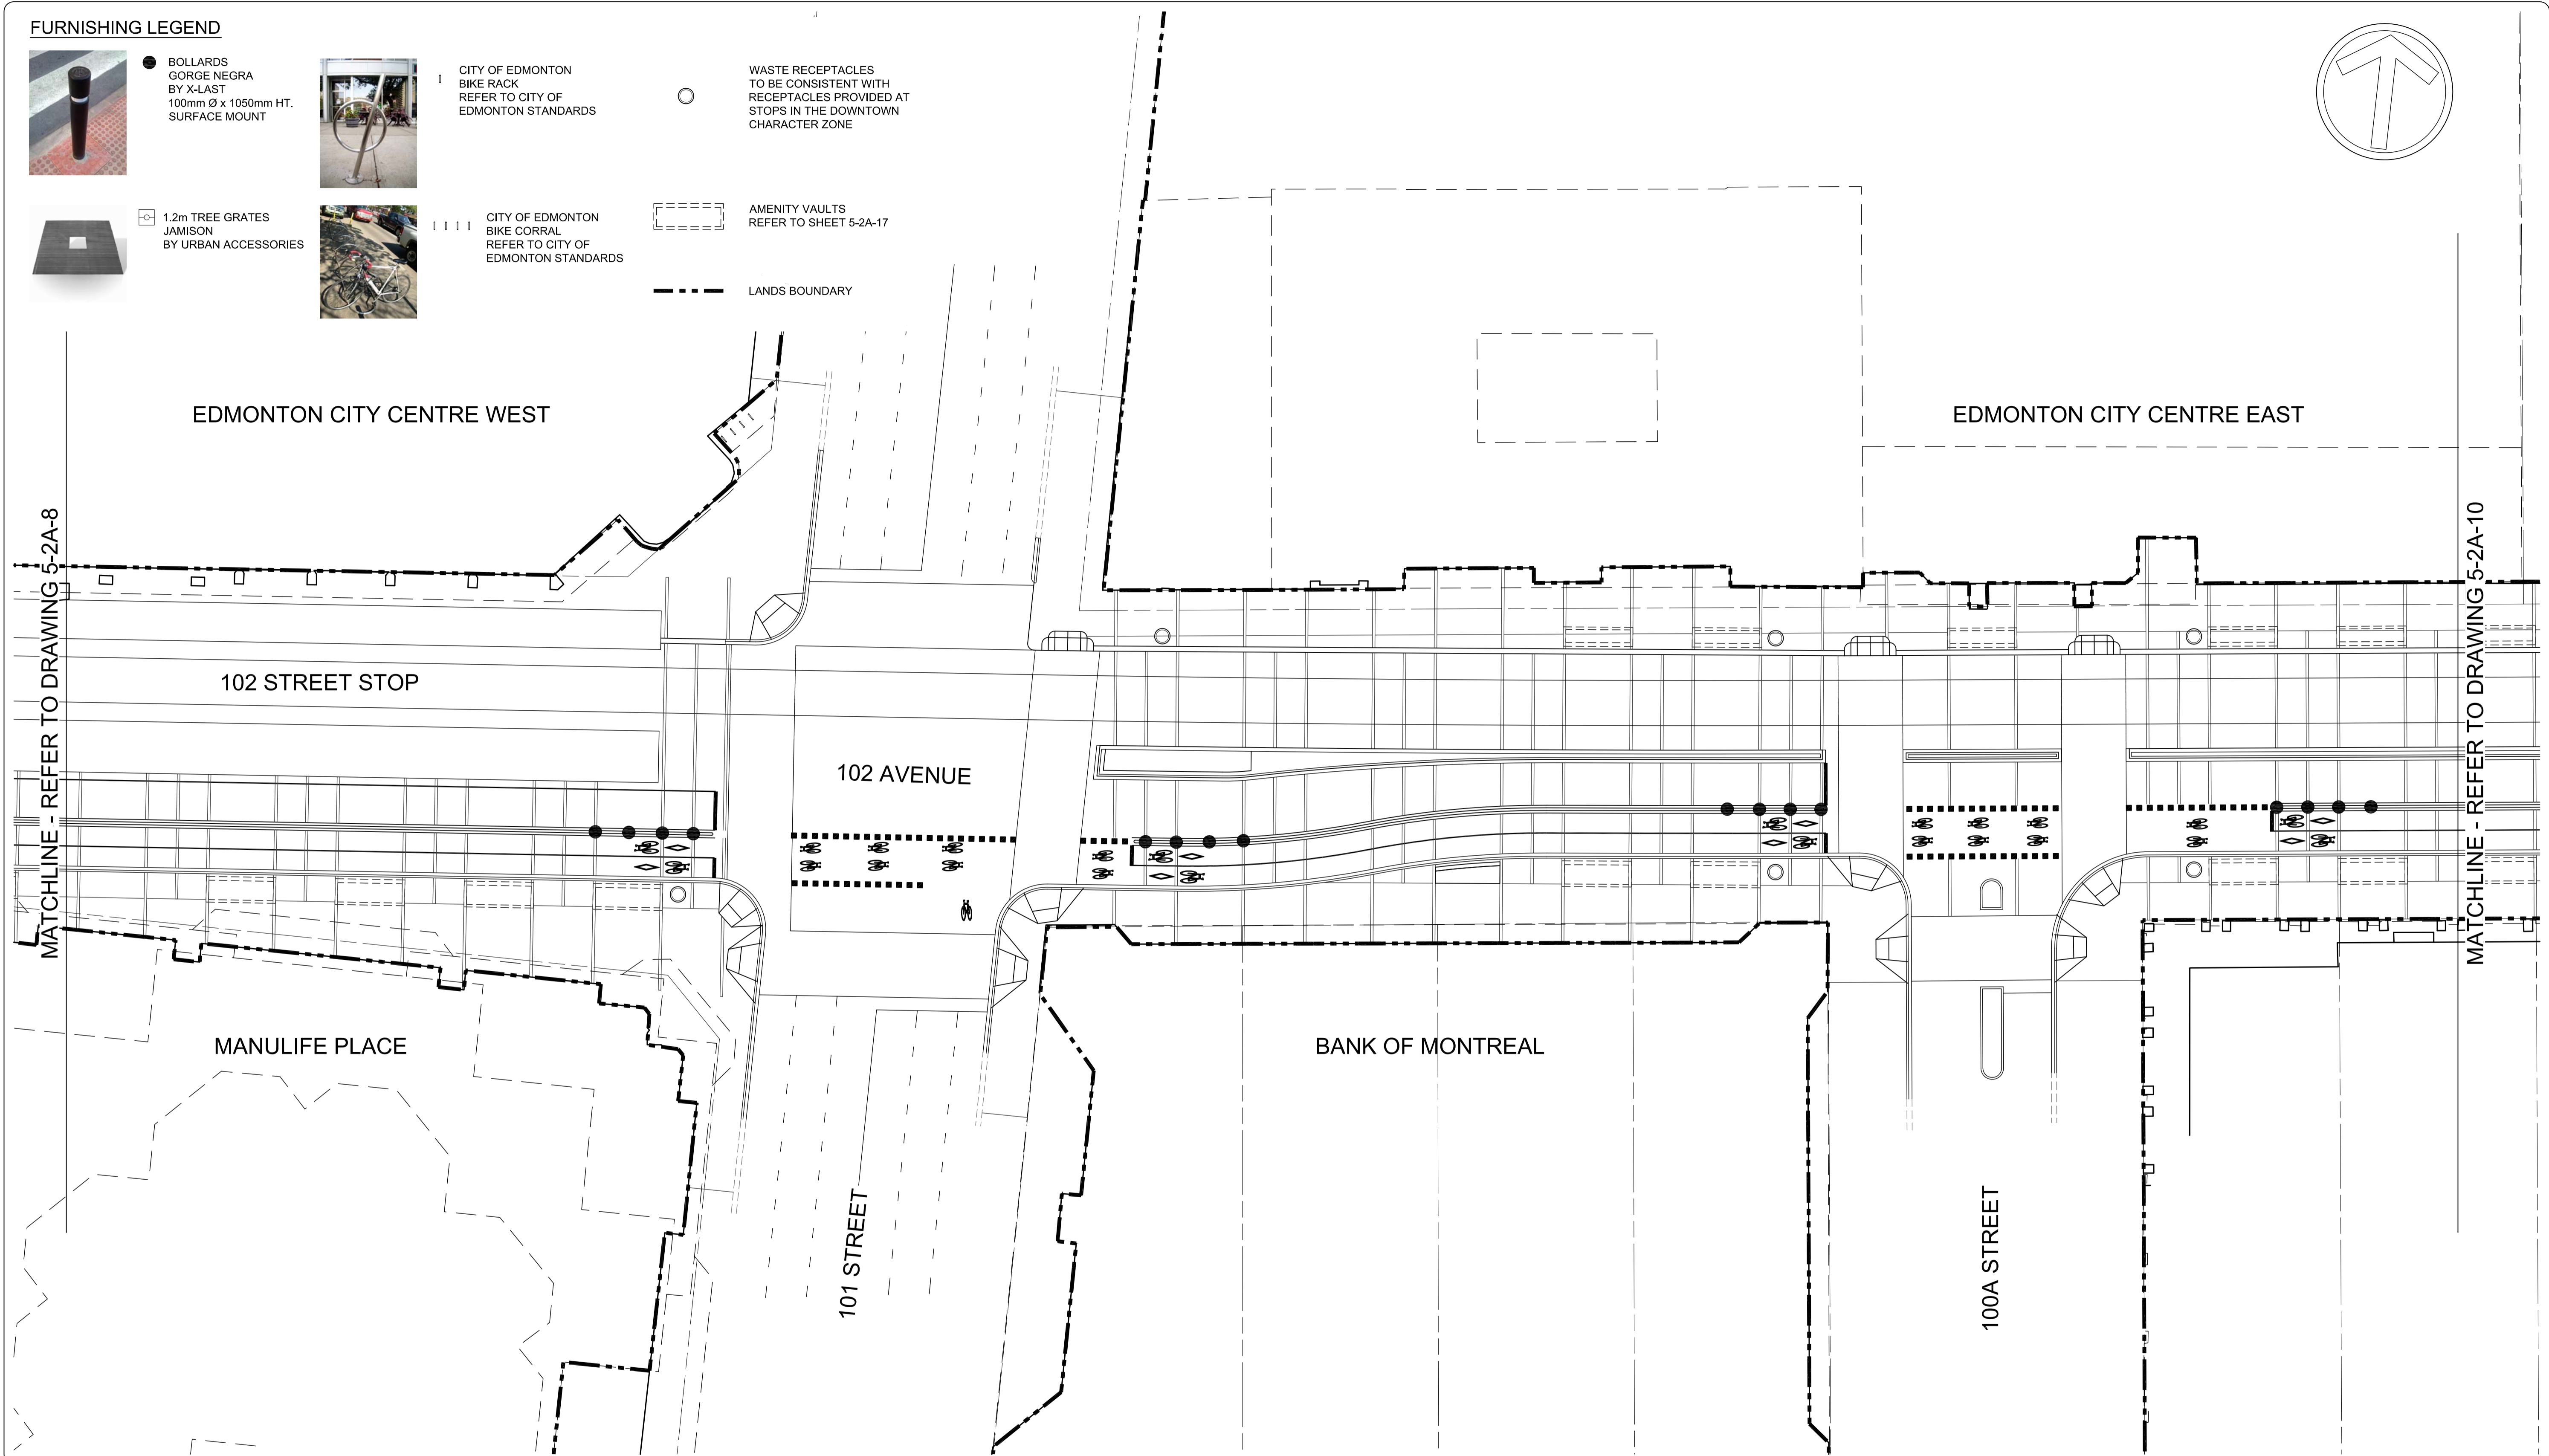 FURNISHING LEGEND
BOLLARDS
GORGE NEGRA
BY X-LAST
100mm Ø x 1050mm HT.
SURFACE MOUNT
CITY OF EDMONTON
BIKE RACK
REFER TO CITY OF
EDMONTON STANDARDS
WASTE RECEPTACLES
TO BE CONSISTENT WITH
RECEPTACLES PROVIDED AT
STOPS IN THE DOWNTOWN
CHARACTER ZONE
1.2m TREE GRATES
JAMISON
BY URBAN ACCESSORIES
CITY OF EDMONTON
BIKE CORRAL
REFER TO CITY OF
EDMONTON STANDARDS
AMENITY VAULTS
REFER TO SHEET 5-2A-17
LANDS BOUNDARY
EDMONTON CITY CENTRE WEST
EDMONTON CITY CENTRE EAST
MATCHLINE - REFER TO DRAWING 5-2A-8
MATCHLINE - REFER TO DRAWING 5-2A-10
102 STREET STOP
102 AVENUE
MANULIFE PLACE
BANK OF MONTREAL
101 STREET
100A STREET